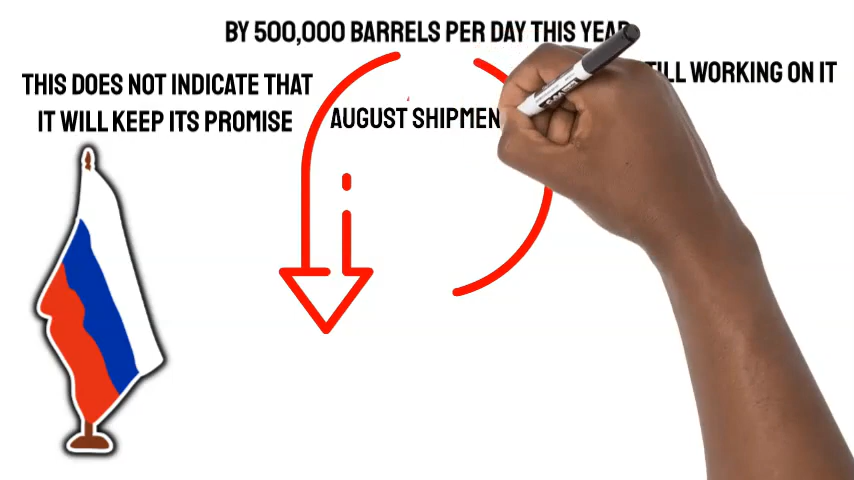 BY 500,000 BARRELS PER DAY THIS YEAR
THIS DOES NOT INDICATE THAT
IT WILL KEEP ITS PROMISE
AUGUST SHIPMEN
TILL WORKING ON IT